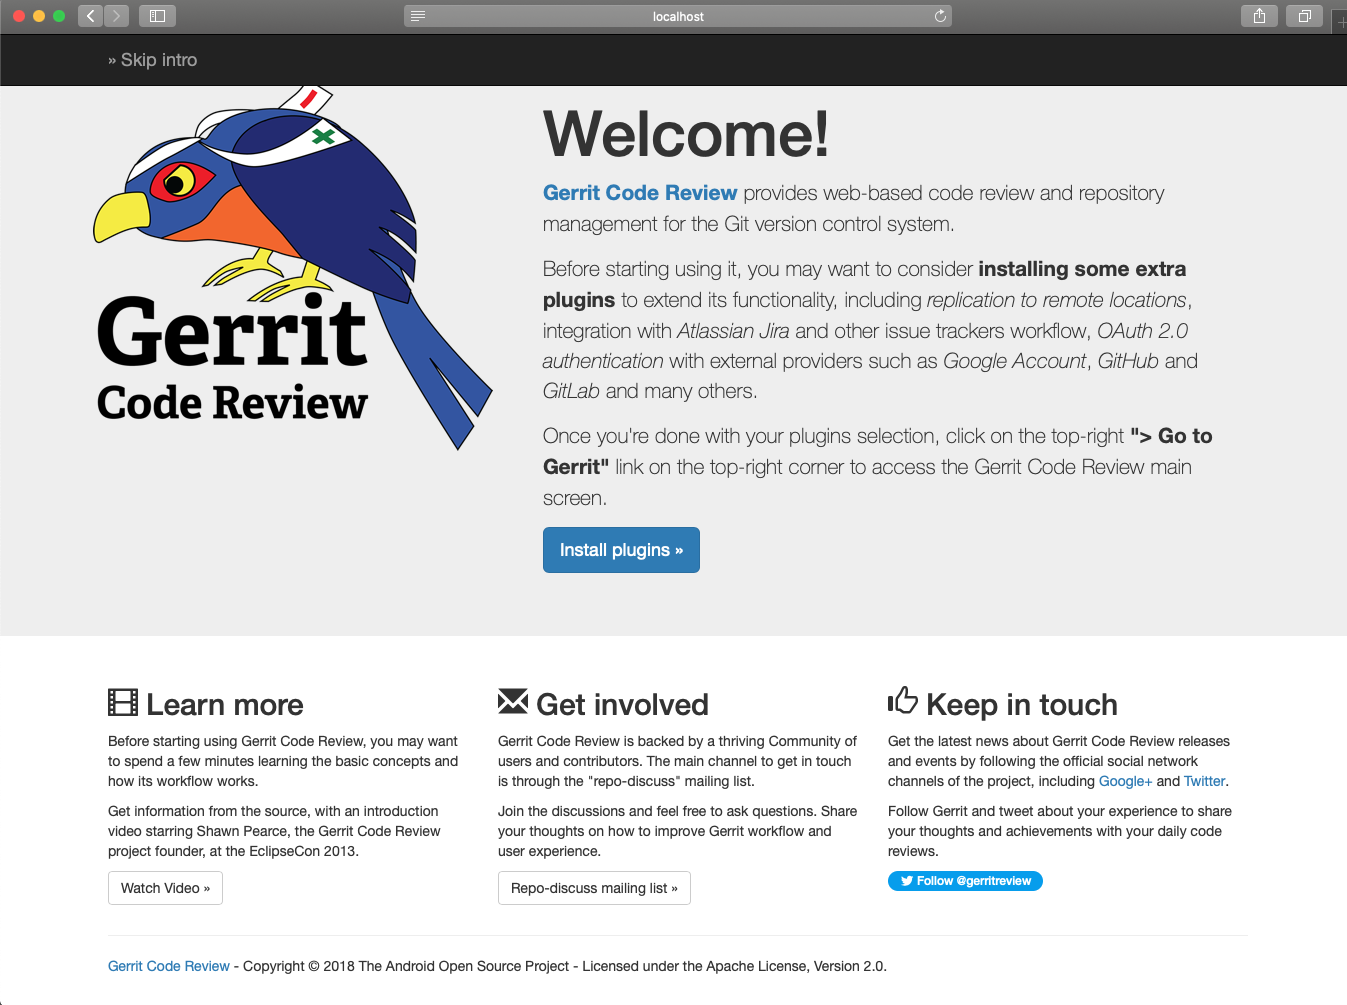 localhost
» Skip intro
Gerrit
Code Review
Welcome!
Gerrit Code Review provides web-based code review and repository
management for the Git version control system.
Before starting using it, you may want to consider installing some extra
plugins to extend its functionality, including replication to remote locations,
integration with Atlassian Jira and other issue trackers workflow, OAuth 2.0
authentication with external providers such as Google Account, GitHub and
GitLab and many others.
Once you're done with your plugins selection, click on the top-right "> Go to
Gerrit" link on the top-right corner to access the Gerrit Code Review main
screen.
Install plugins »
Learn more
Before starting using Gerrit Code Review, you may want
to spend a few minutes learning the basic concepts and
how its workflow works.
Get information from the source, with an introduction
video starring Shawn Pearce, the Gerrit Code Review
project founder, at the EclipseCon 2013.
Watch Video »
Get involved
Gerrit Code Review is backed by a thriving Community of
users and contributors. The main channel to get in touch
is through the "repo-discuss" mailing list.
Join the discussions and feel free to ask questions. Share
your thoughts on how to improve Gerrit workflow and
user experience.
Repo-discuss mailing list »
Keep in touch
Get the latest news about Gerrit Code Review releases
and events by following the official social network
channels of the project, including Google+ and Twitter.
Follow Gerrit and tweet about your experience to share
your thoughts and achievements with your daily code
reviews.
Follow @gerritreview
Gerrit Code Review - Copyright © 2018 The Android Open Source Project - Licensed under the Apache License, Version 2.0.